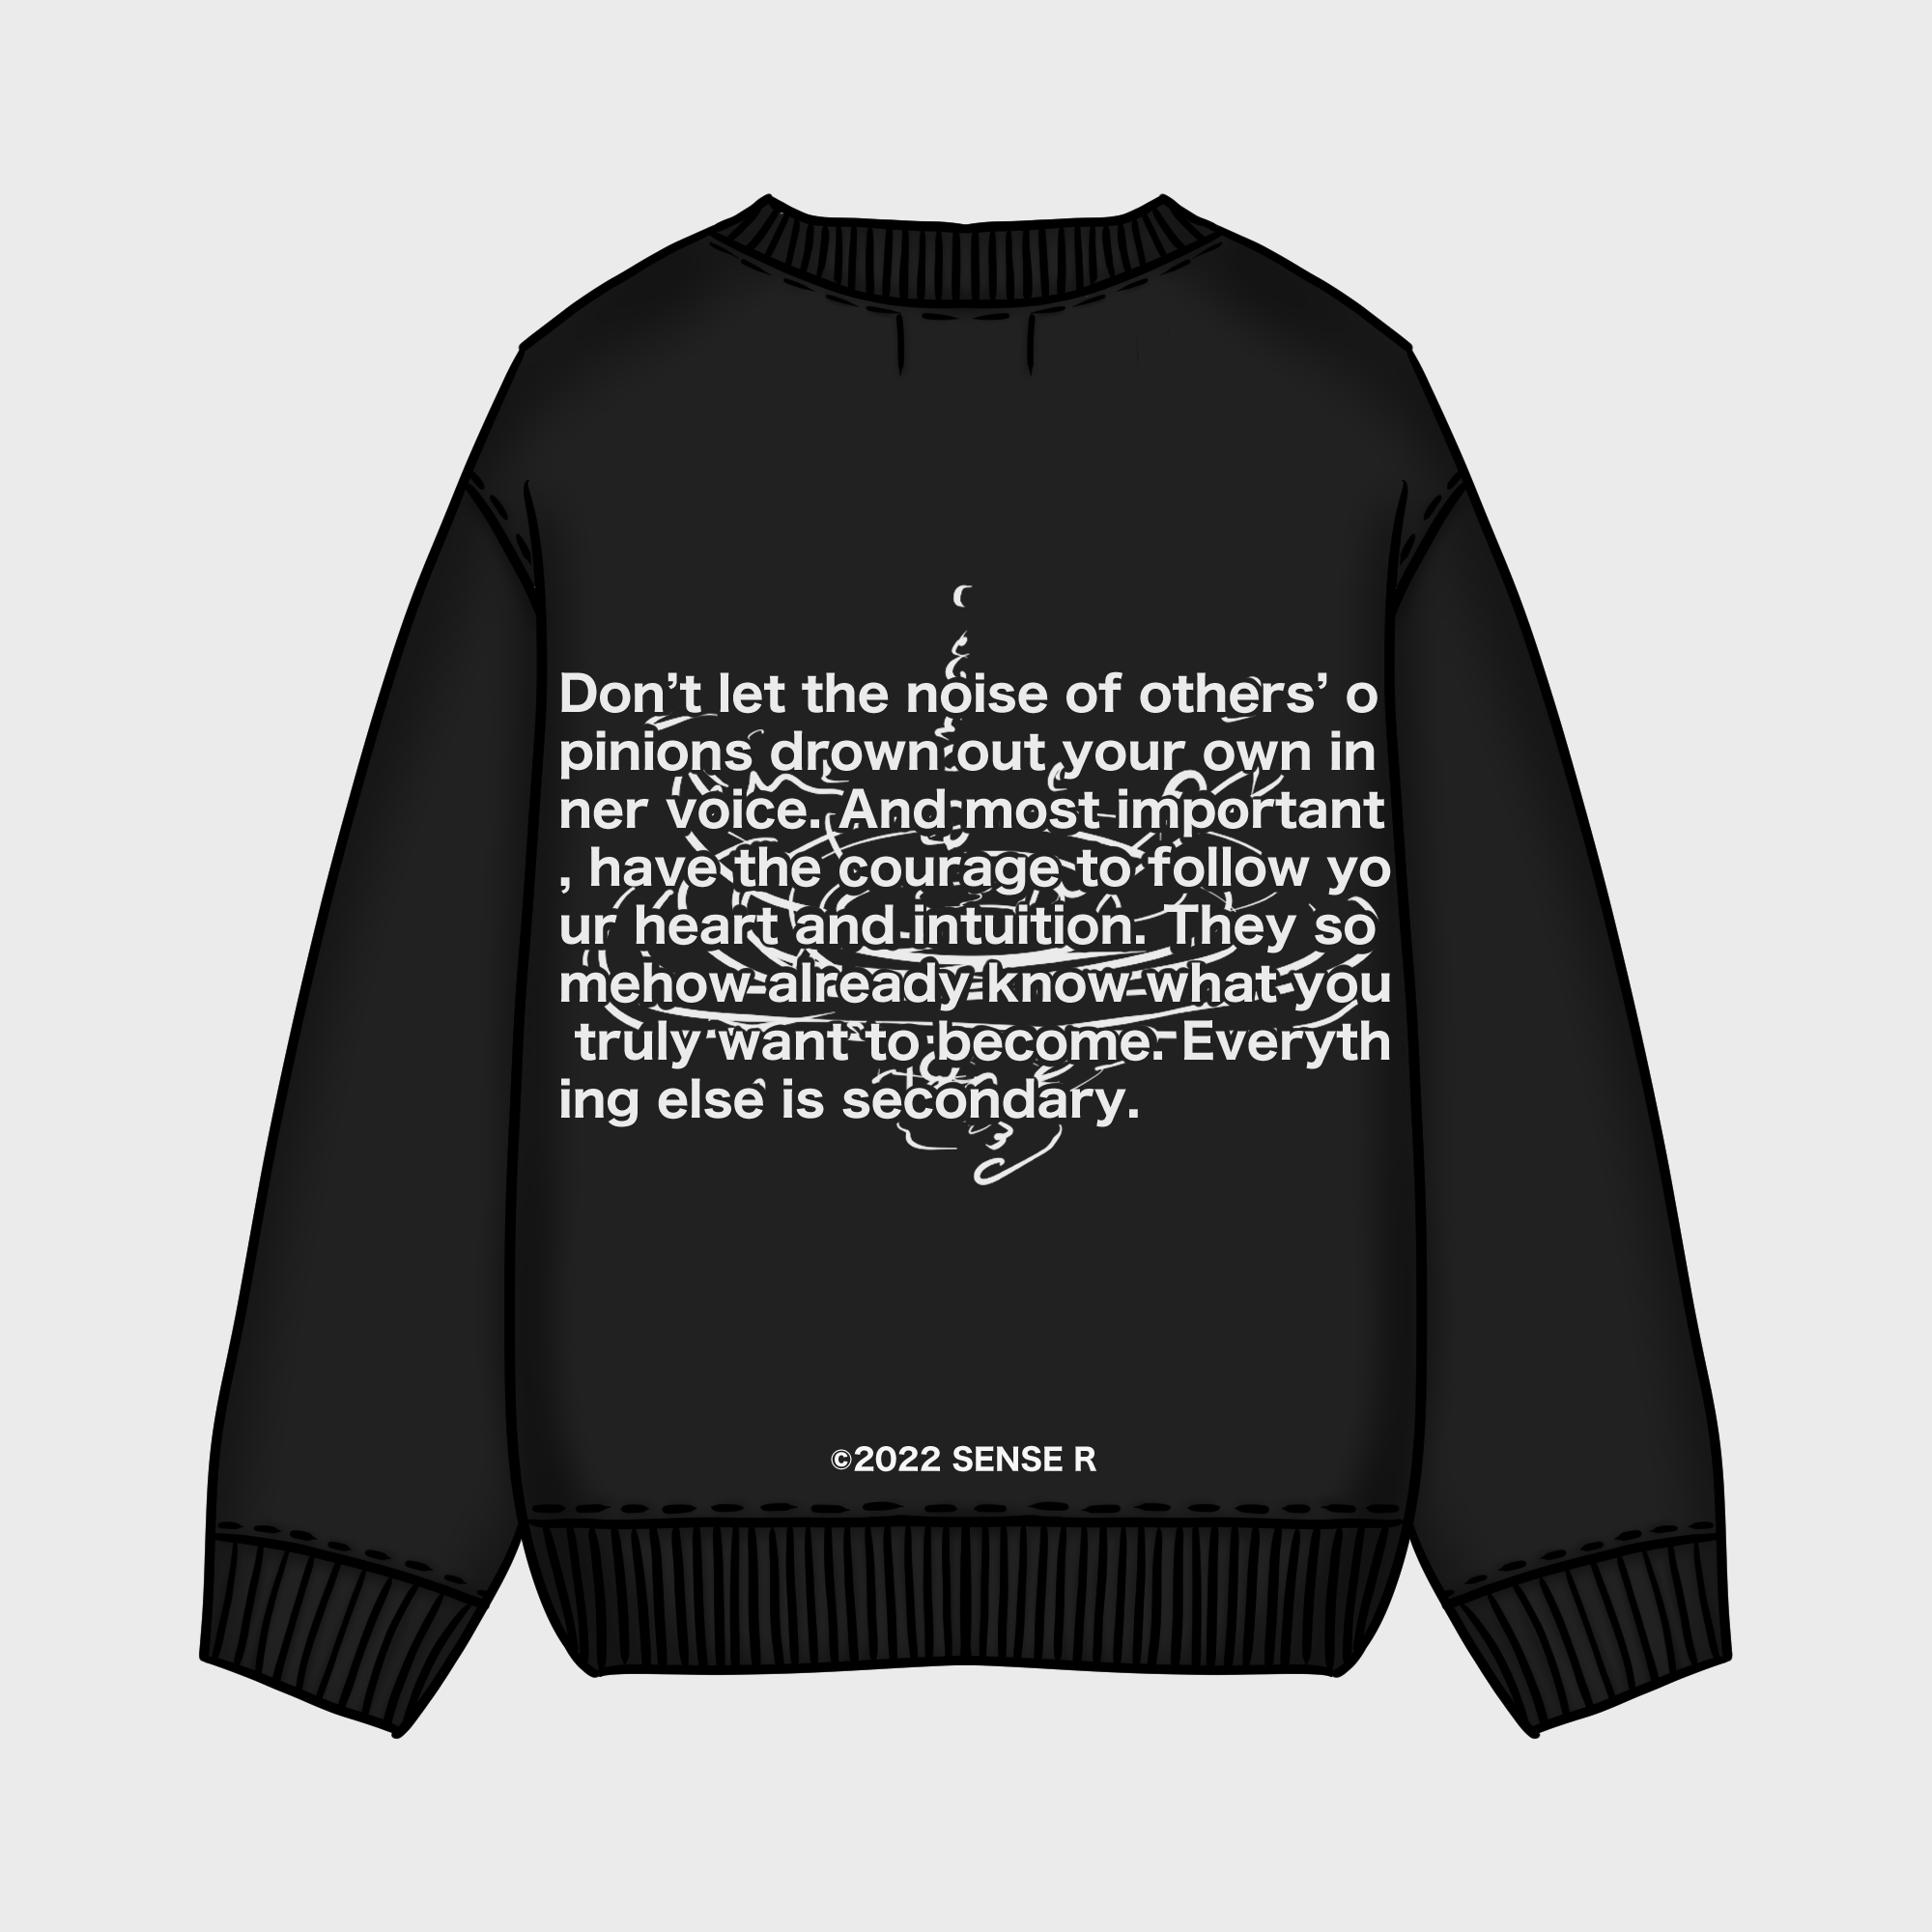 Don’t let the noise of others’ o
pinions drown out your own in
ner voice. And most important
, have the courage to follow yo
ur heart and intuition. They so
mehow already know what you
truly want to become. Everyth
ing else is secondary.
©2022 SENSE R